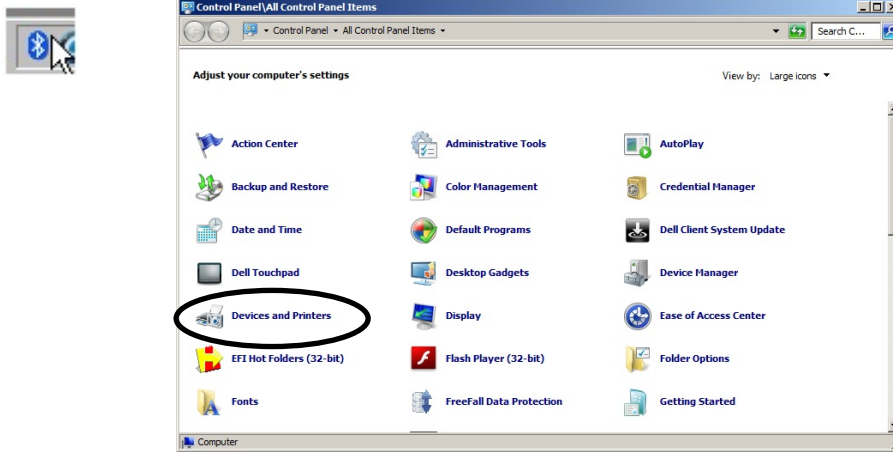 Control Panel\All Control Panel Items
Control Panel All Control Panel Items Search C...
Adjust your computer's settings View by: Large icons
Action Center Administrative Tools AutoPlay
Backup and Restore Color Management Credential Manager
Date and Time Default Programs Dell Client System Update
Dell Touchpad Desktop Gadgets Device Manager
Devices and Printers Display Ease of Access Center
EFI Hot Folders (32-bit) Flash Player (32-bit) Folder Options
Fonts FreeFall Data Protection Getting Started
Computer